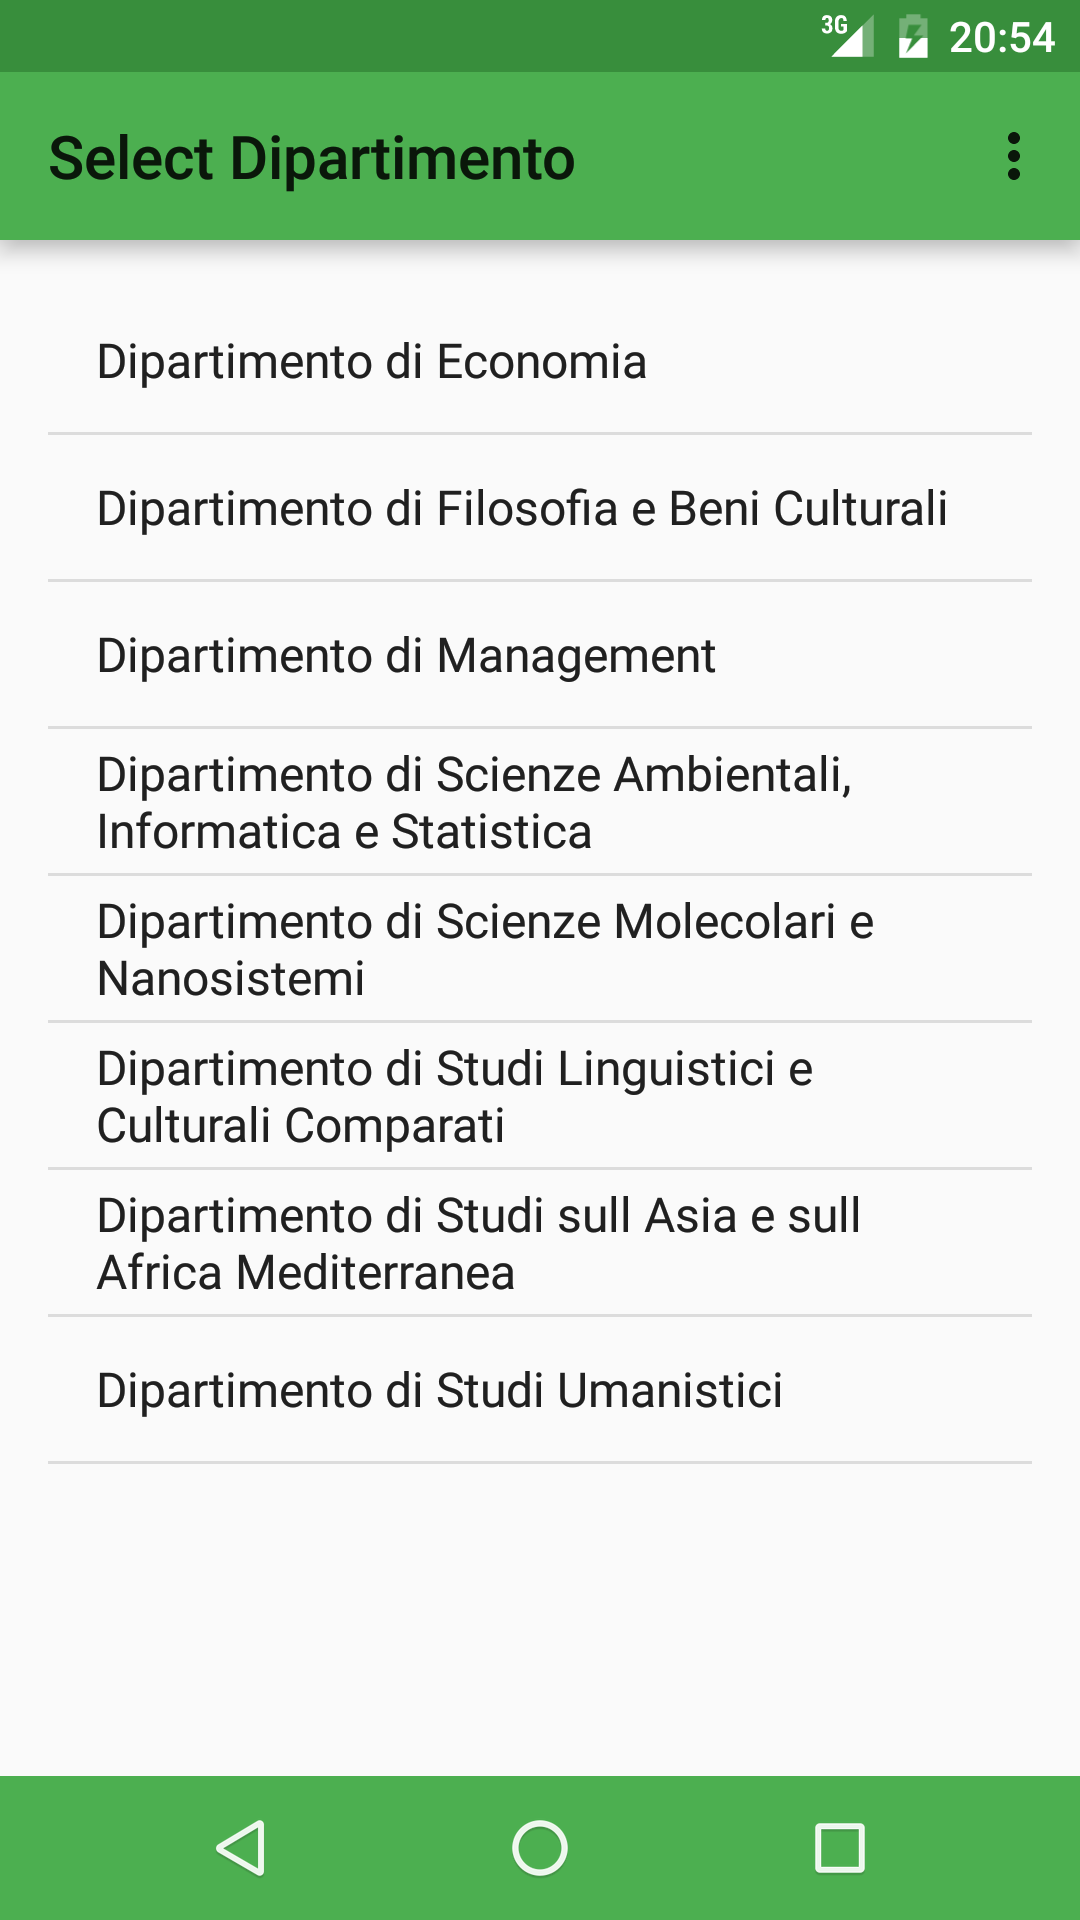 3G 20:54
Select Dipartimento
Dipartimento di Economia
Dipartimento di Filosofia e Beni Culturali
Dipartimento di Management
Dipartimento di Scienze Ambientali,
Informatica e Statistica
Dipartimento di Scienze Molecolari e
Nanosistemi
Dipartimento di Studi Linguistici e
Culturali Comparati
Dipartimento di Studi sull Asia e sull
Africa Mediterranea
Dipartimento di Studi Umanistici